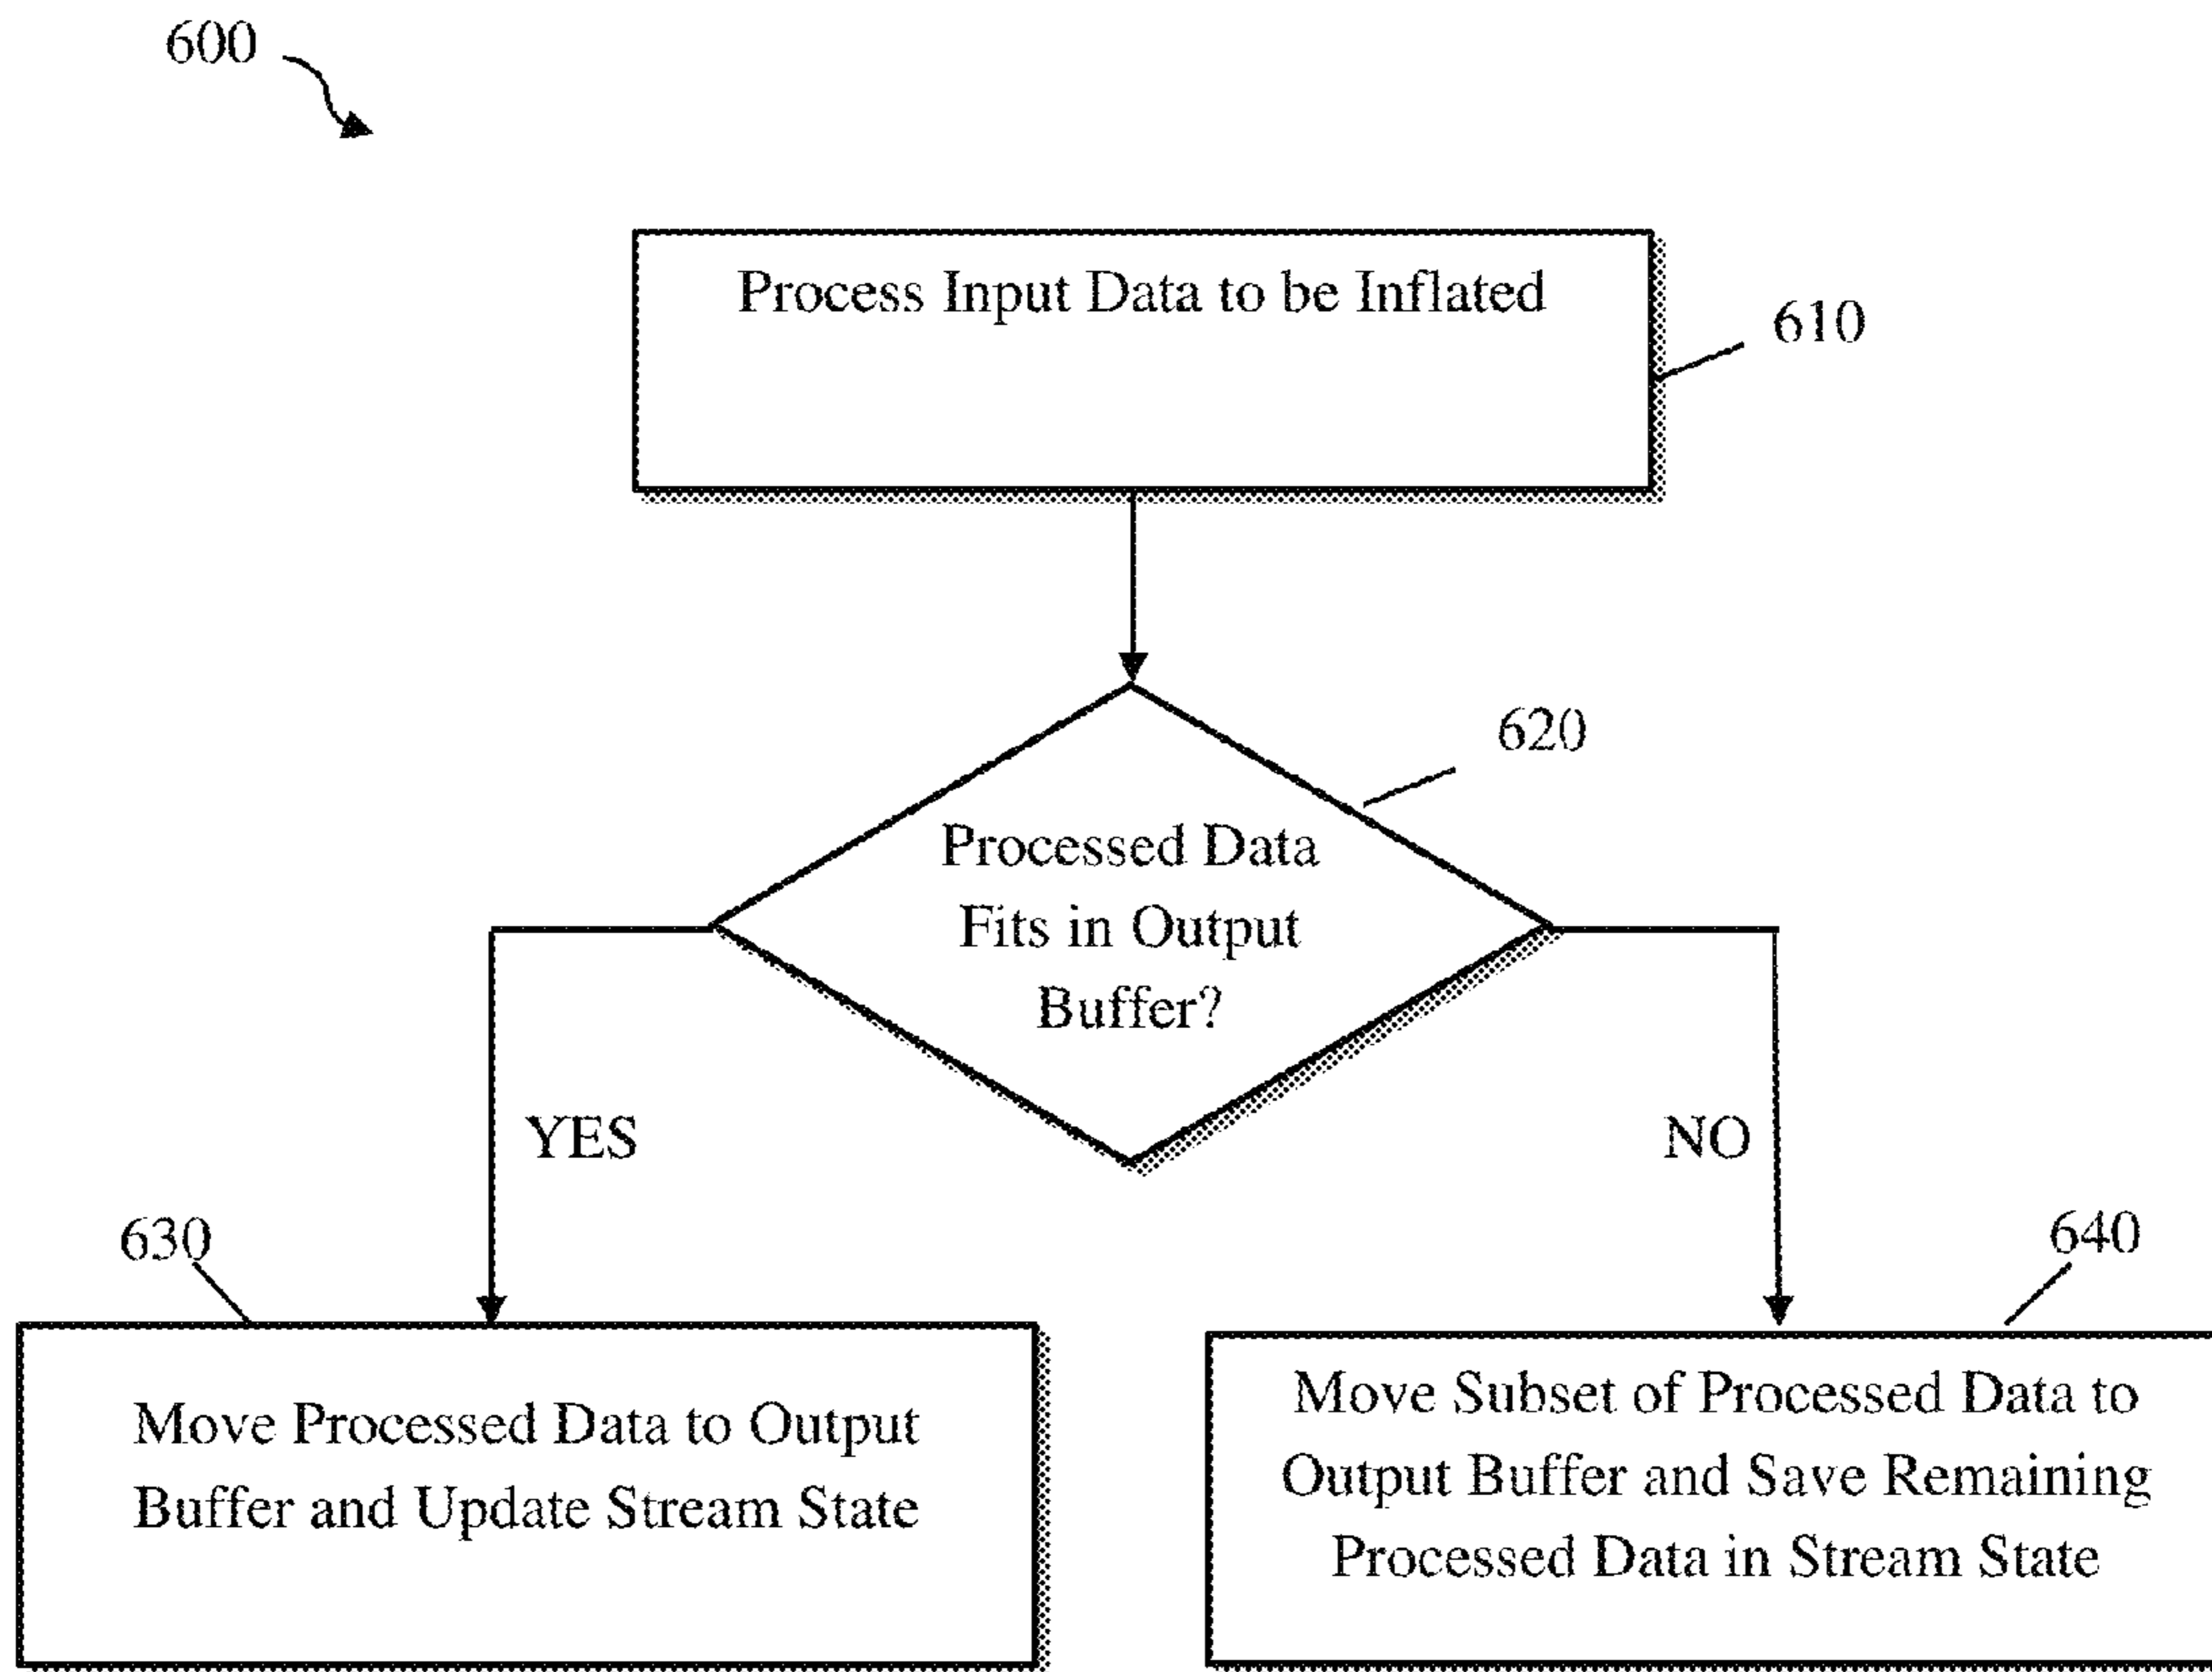 600
Process Input Data to be Inflated
610
620
Processed Data
Fits in Output
Buffer?
YES
NO
630
640
Move Processed Data to Output
Buffer and Update Stream State
Move Subset of Processed Data to
Output Buffer and Save Remaining
Processed Data in Stream State